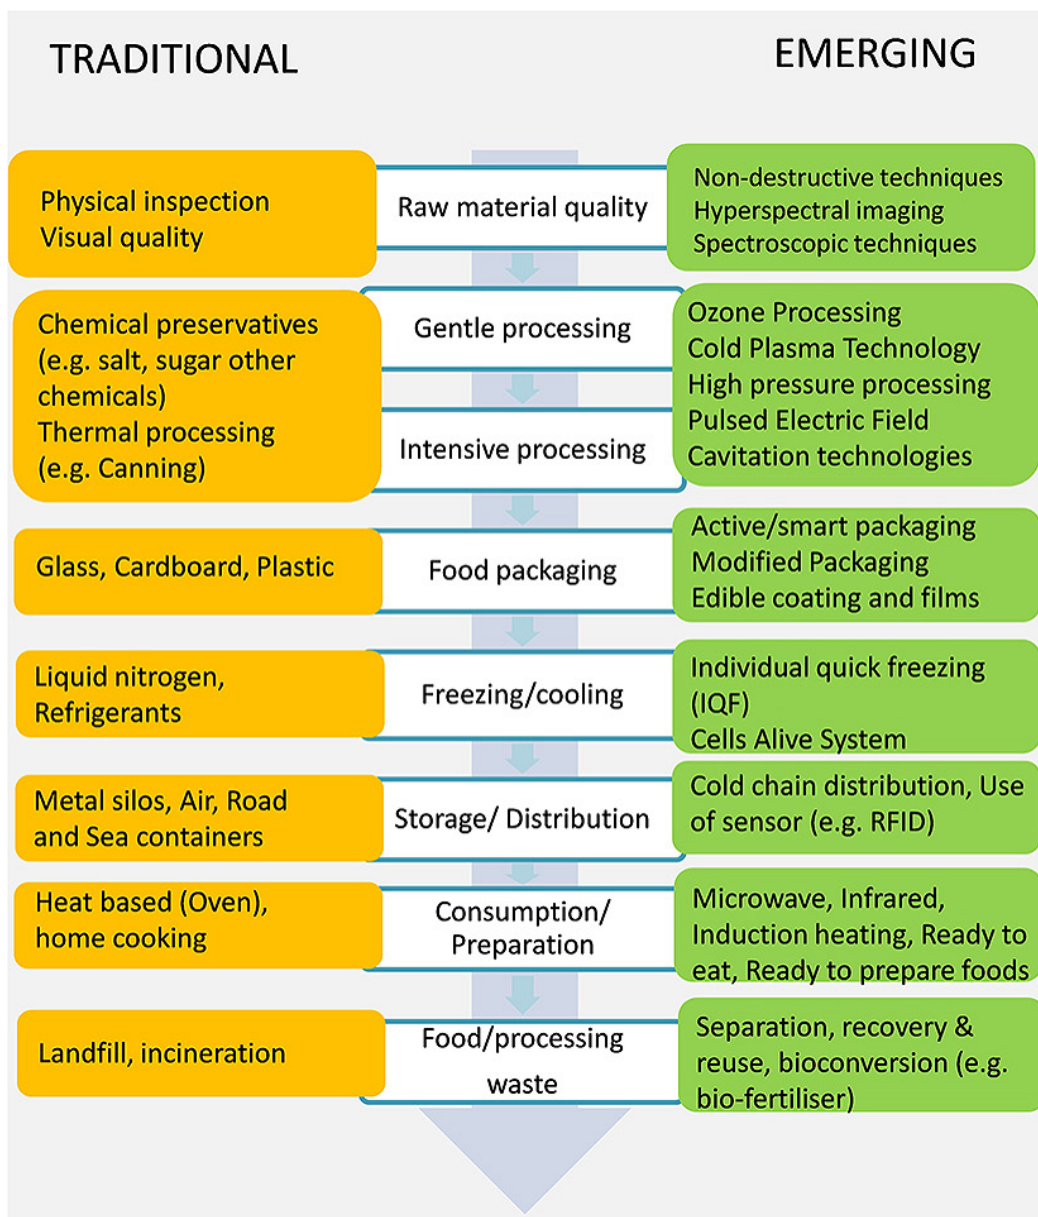 TRADITIONAL
EMERGING
Physical inspection
Visual quality
Raw material quality
Non-destructive techniques
Hyperspectral imaging
Spectroscopic techniques
Chemical preservatives
(e.g. salt, sugar other
chemicals)
Thermal processing
(e.g. Canning)
Gentle processing
Intensive processing
Ozone Processing
Cold Plasma Technology
High pressure processing
Pulsed Electric Field
Cavitation technologies
Glass, Cardboard, Plastic
Food packaging
Active/smart packaging
Modified Packaging
Edible coating and films
Liquid nitrogen,
Refrigerants
Freezing/cooling
Individual quick freezing
(IQF)
Cells Alive System
Metal silos, Air, Road
and Sea containers
Storage/ Distribution
Cold chain distribution, Use
of sensor (e.g. RFID)
Heat based (Oven),
home cooking
Consumption/
Preparation
Microwave, Infrared,
Induction heating, Ready to
eat, Ready to prepare foods
Landfill, incineration
Food/processing
waste
Separation, recovery &
reuse, bioconversion (e.g.
bio-fertiliser)